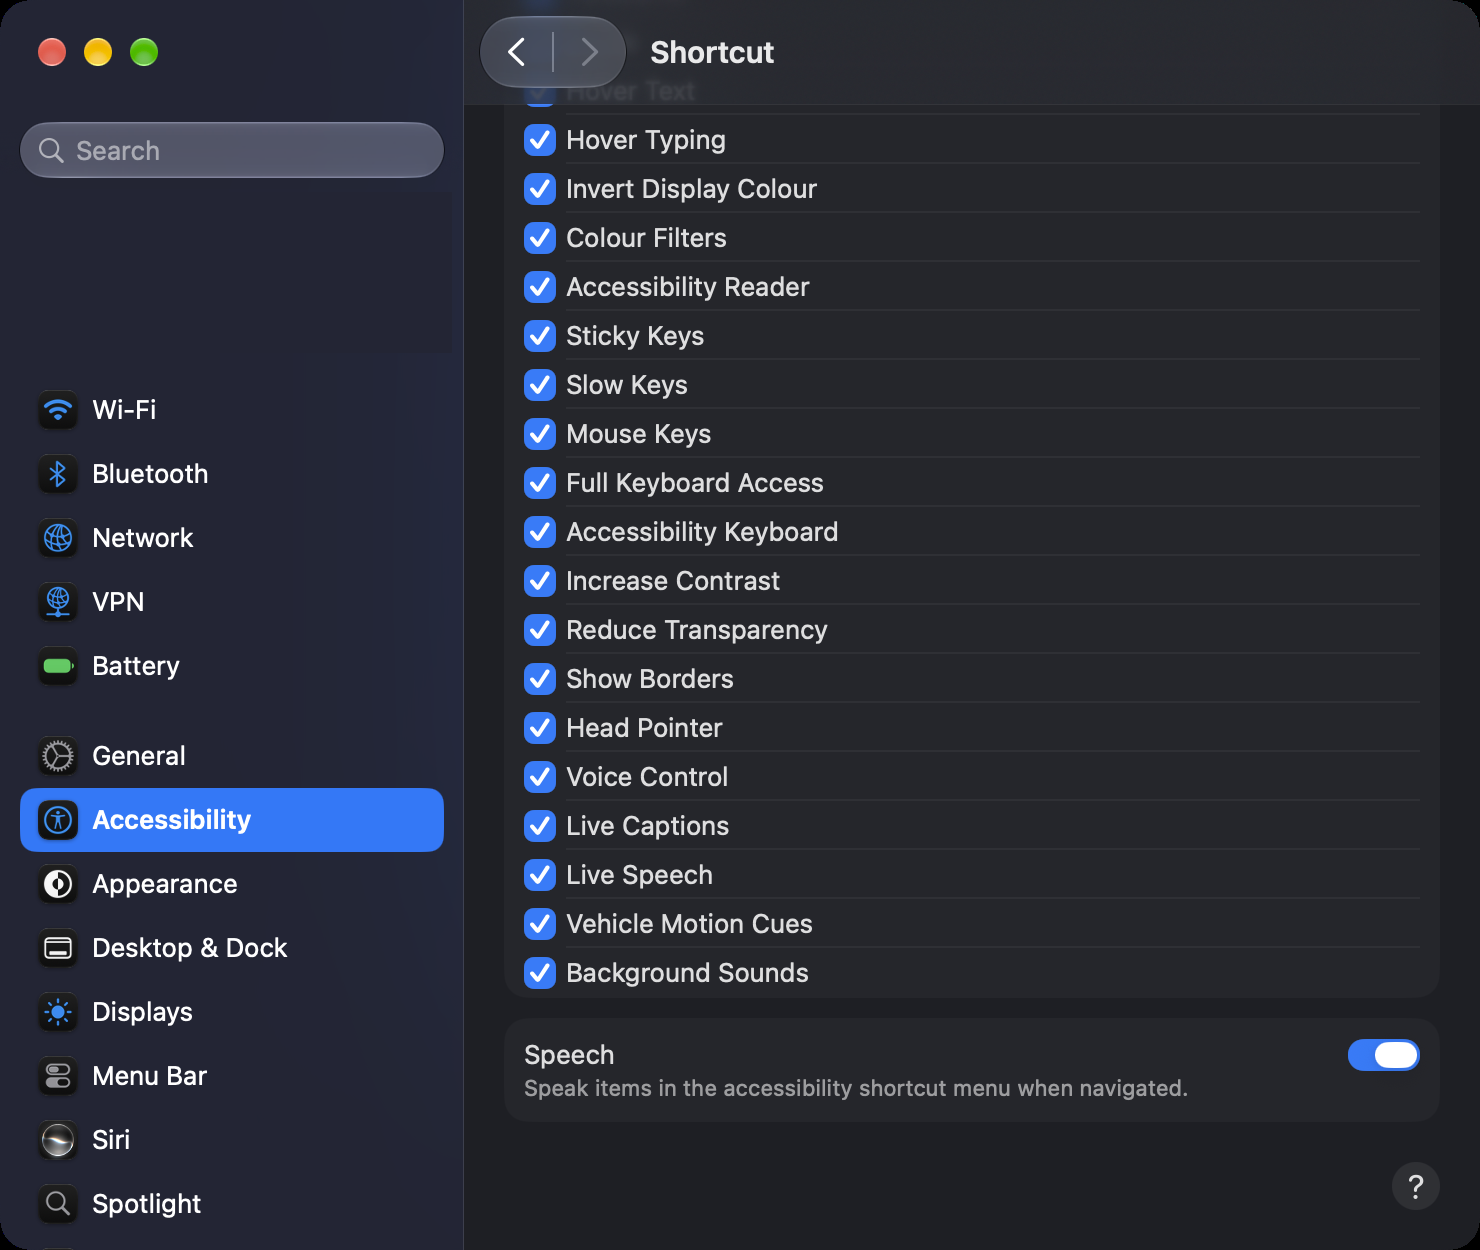 Search
Wi-Fi
Bluetooth
Network
VPN
Battery
General
Accessibility
Appearance
Desktop & Dock
Displays
Menu Bar
Siri
Spotlight
Shortcut
Hover Text
Hover Typing
Invert Display Colour
Colour Filters
Accessibility Reader
Sticky Keys
Slow Keys
Mouse Keys
Full Keyboard Access
Accessibility Keyboard
Increase Contrast
Reduce Transparency
Show Borders
Head Pointer
Voice Control
Live Captions
Live Speech
Vehicle Motion Cues
Background Sounds
Speech
Speak items in the accessibility shortcut menu when navigated.
?